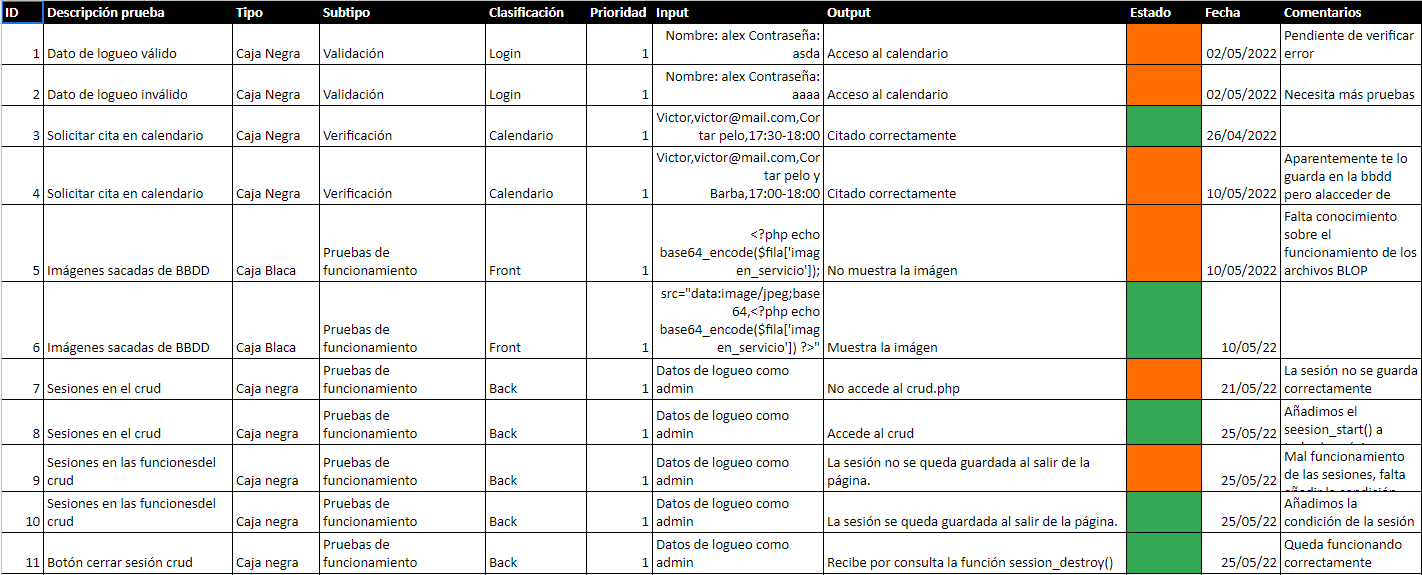 ID Descripción prueba Tipo Subtipo Clasificación Prioridad Input Output Estado Fecha Comentarios
1 Dato de logueo válido Caja Negra Validación Login 1 Nombre: alex Contraseña:
asda Acceso al calendario 02/05/2022 Pendiente de verificar
error
2 Dato de logueo inválido Caja Negra Validación Login 1 Nombre: alex Contraseña:
aaaa Acceso al calendario 02/05/2022 Necesita más pruebas
3 Solicitar cita en calendario Caja Negra Verificación Calendario 1 Victor,victor@mail.com,Cor
tar pelo,17:30-18:00 Citado correctamente 26/04/2022
4 Solicitar cita en calendario Caja Negra Verificación Calendario 1 Victor,victor@mail.com,Cor
tar pelo y
Barba,17:00-18:00 Citado correctamente 10/05/2022 Aparentemente te lo
guarda en la bbdd
pero alacceder de
5 Imágenes sacadas de BBDD Caja Blaca Pruebas de
funcionamiento Front 1 <?php echo
base64_encode($fila['imag
en_servicio']); No muestra la imágen 10/05/2022 Falta conocimiento
sobre el
funcionamiento de los
archivos BLOP
6 Imágenes sacadas de BBDD Caja Blaca Pruebas de
funcionamiento Front 1 src="data:image/jpeg;base
64,<?php echo
base64_encode($fila['imag
en_servicio']) ?>" Muestra la imágen 10/05/22
7 Sesiones en el crud Caja negra Pruebas de
funcionamiento Back 1 Datos de logueo como
admin No accede al crud.php 21/05/22 La sesión no se guarda
correctamente
8 Sesiones en el crud Caja negra Pruebas de
funcionamiento Back 1 Datos de logueo como
admin Accede al crud 25/05/22 Añadimos el
seesion_start() a
9 Sesiones en las funcionesdel
crud Caja negra Pruebas de
funcionamiento Back 1 Datos de logueo como
admin La sesión no se queda guardada al salir de la
página. 25/05/22 Mal funcionamiento
de las sesiones, falta
añadir la condición
10 Sesiones en las funcionesdel
crud Caja negra Pruebas de
funcionamiento Back 1 Datos de logueo como
admin La sesión se queda guardada al salir de la página. 25/05/22 Añadimos la
condición de la sesión
11 Botón cerrar sesión crud Caja negra Pruebas de
funcionamiento Back 1 Datos de logueo como
admin Recibe por consulta la función session_destroy() 25/05/22 Queda funcionando
correctamente